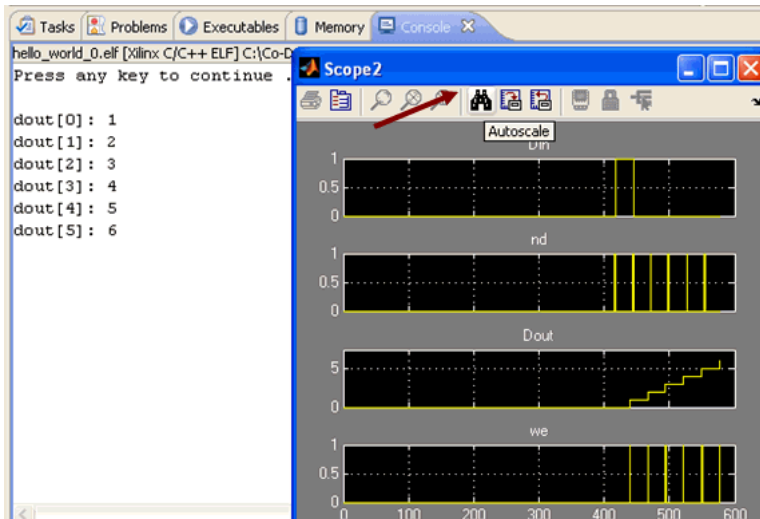 Tasks Problems Executables Memory Console
hello_world_0.elf [Xilinx C/C++ ELF] C:\Co-D
Press any key to continue .
dout[0]: 1
dout[1]: 2
dout[2]: 3
dout[3]: 4
dout[4]: 5
dout[5]: 6
Scope2
Autoscale
Din
1
0.5
0
nd
1
0.5
0
Dout
5
0
we
1
0.5
0
0 100 200 300 400 500 600